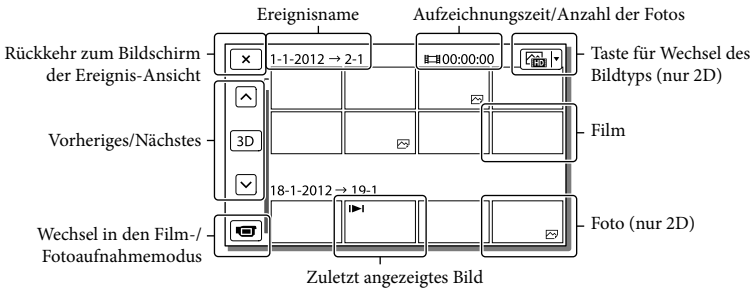 Ereignisname
Aufzeichnungszeit/Anzahl der Fotos
Rückkehr zum Bildschirm
der Ereignis-Ansicht
1-1-2012 → 2-1
00:00:00
HD
Taste für Wechsel des
Bildtyps (nur 2D)
Vorheriges/Nächstes
3D
Film
18-1-2012 → 19-1
Wechsel in den Film-/
Fotoaufnahmemodus
Foto (nur 2D)
Zuletzt angezeigtes Bild